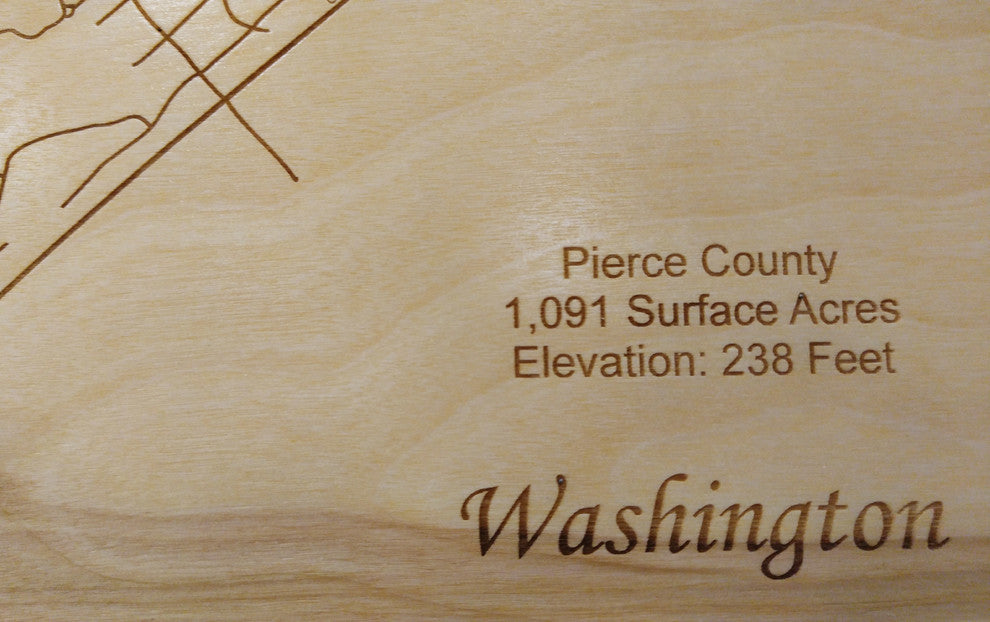 Pierce County
1,091 Surface Acres
Elevation: 238 Feet
Washington